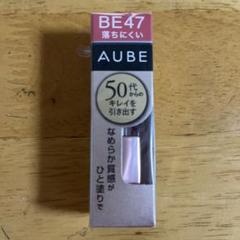 BE47
落ちにくい
AUBE
50代
からの
キレイを
引き出す
なめらか質感が
ひと塗りで